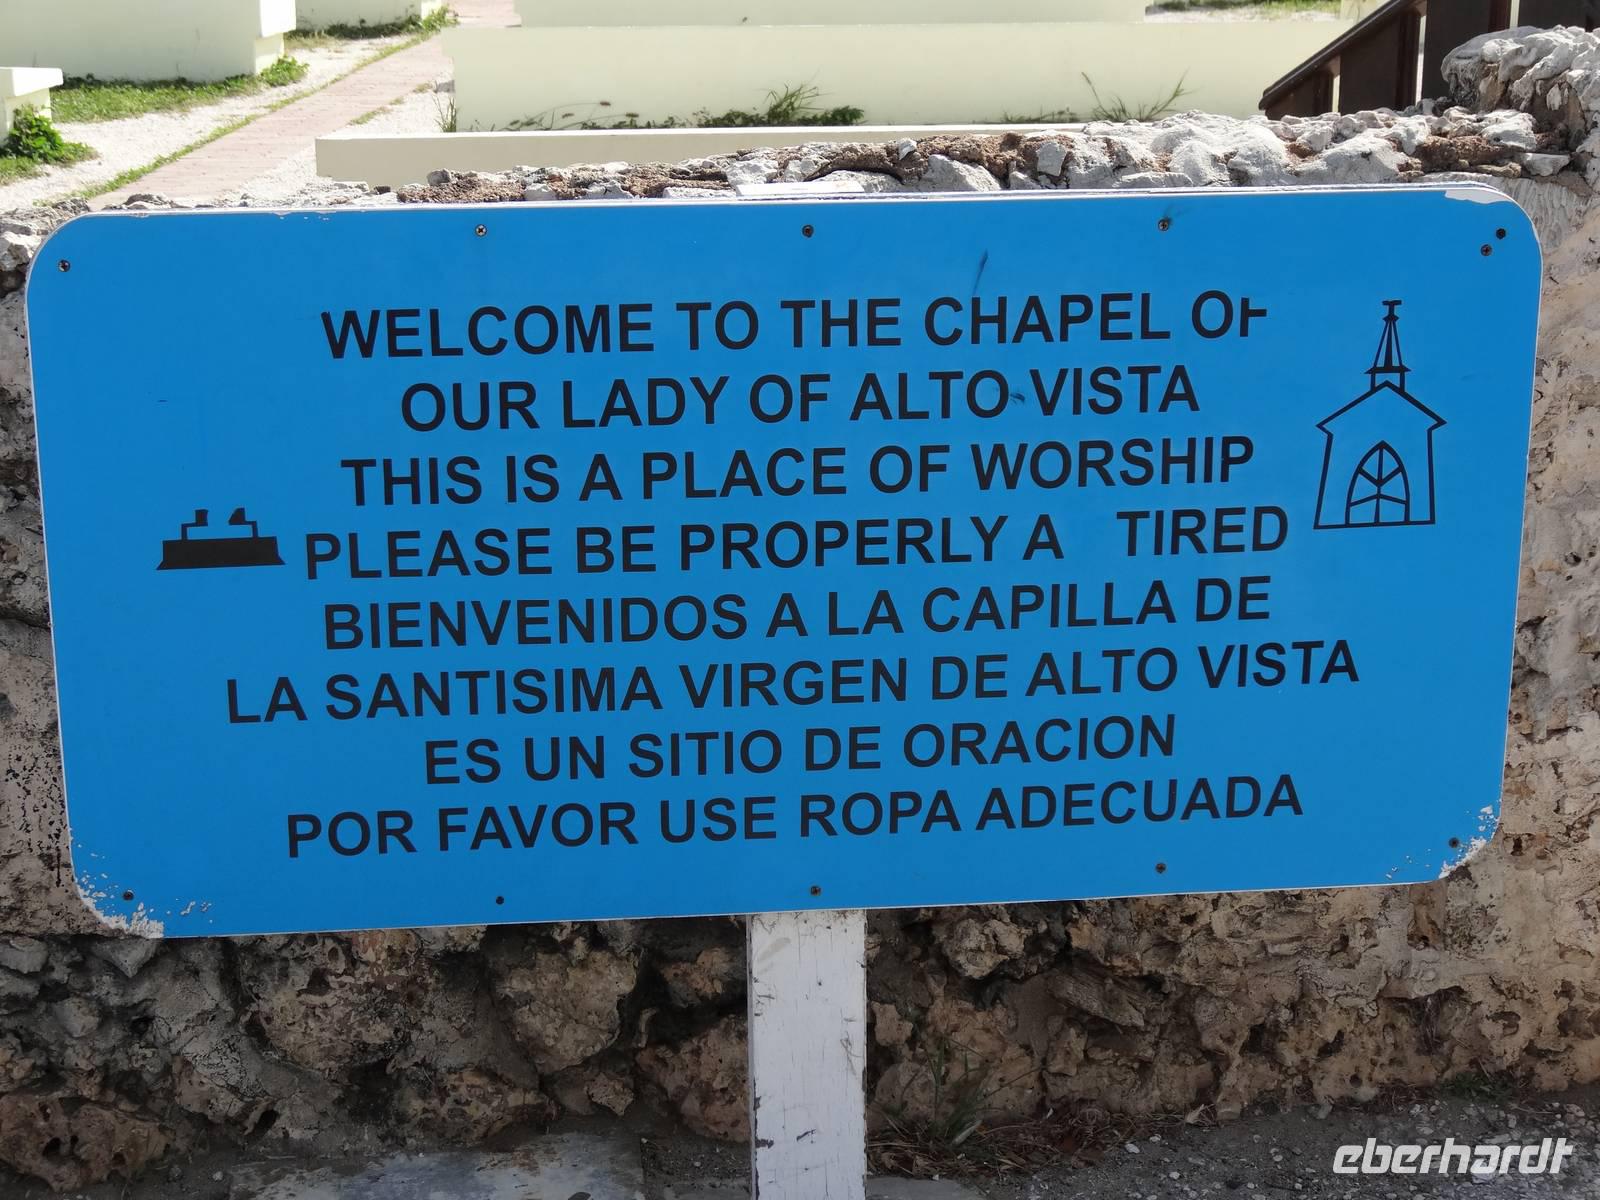 WELCOME TO THE CHAPEL OF
OUR LADY OF ALTO VISTA
THIS IS A PLACE OF WORSHIP
PLEASE BE PROPERLY A TIRED
BIENVENIDOS A LA CAPILLA DE
LA SANTISIMA VIRGEN DE ALTO VISTA
ES UN SITIO DE ORACION
POR FAVOR USE ROPA ADECUADA
eberhardt